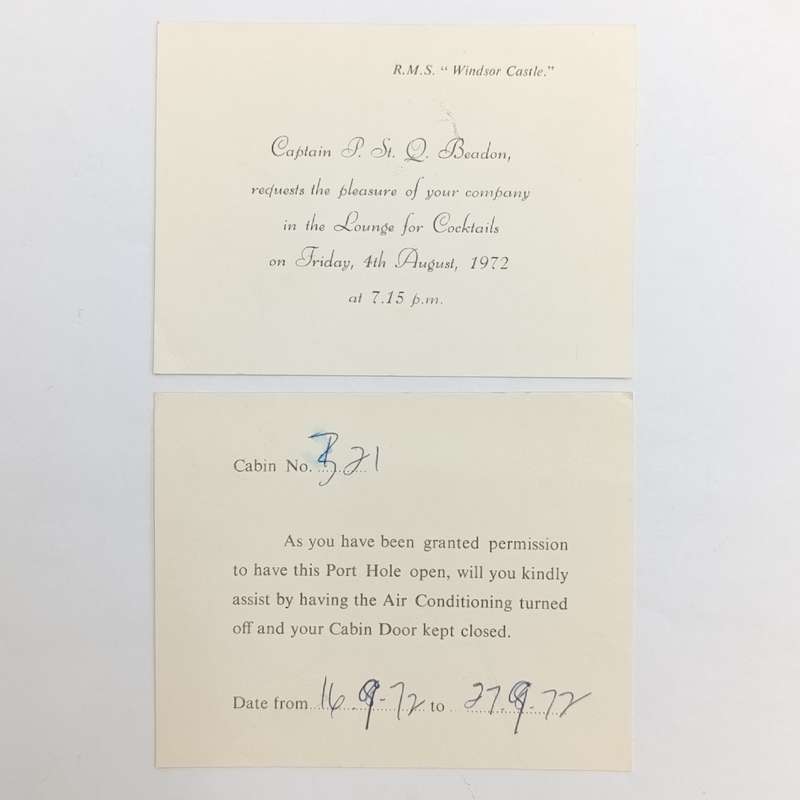 R.M.S. “ Windsor Castle.”
Captain P. St. Q. Beadon,
requests the pleasure of your company
in the Lounge for Cocktails
on Friday, 4th August, 1972
at 7.15 p.m.
Cabin No. B 21
As you have been granted permission
to have this Port Hole open, will you kindly
assist by having the Air Conditioning turned
off and your Cabin Door kept closed.
Date from 16.9.72 to 27.9.72